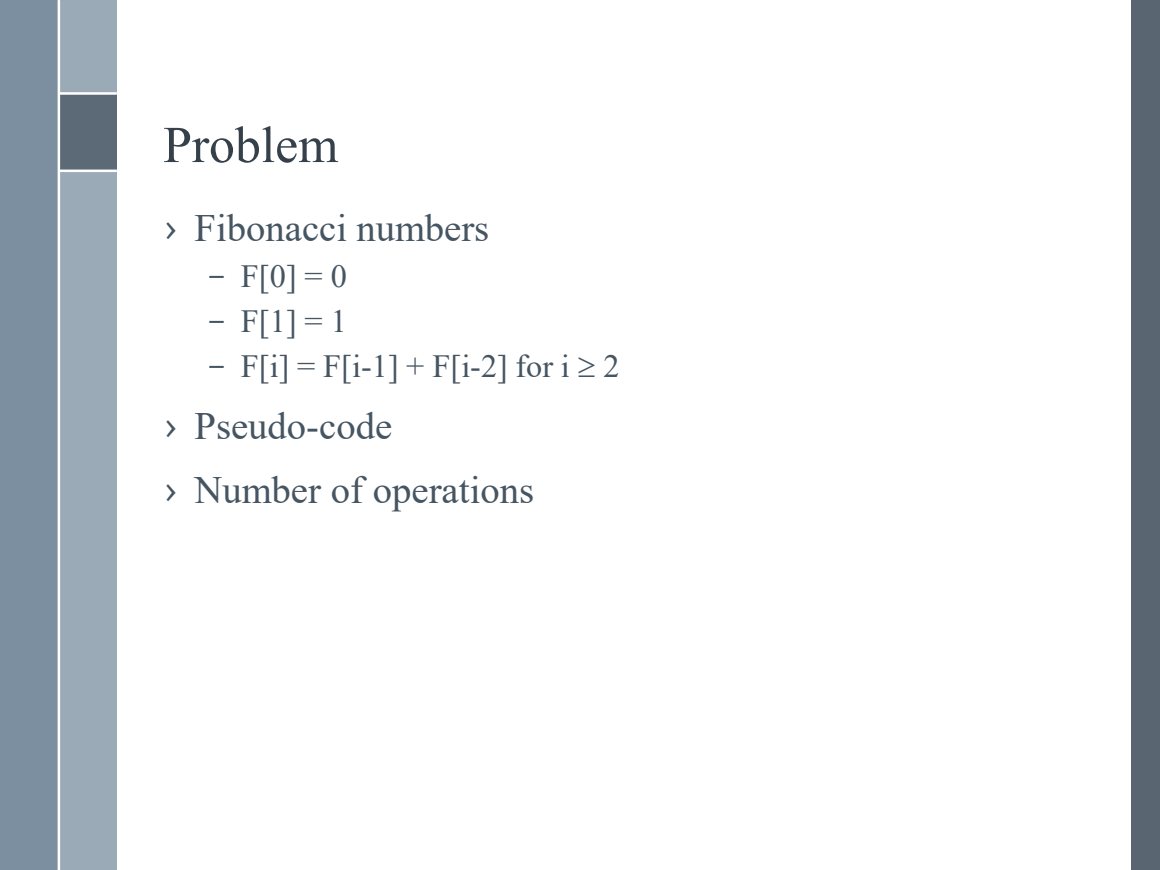 Problem
› Fibonacci numbers
– F[0] = 0
– F[1] = 1
– F[i] = F[i-1] + F[i-2] for i ≥ 2
› Pseudo-code
› Number of operations